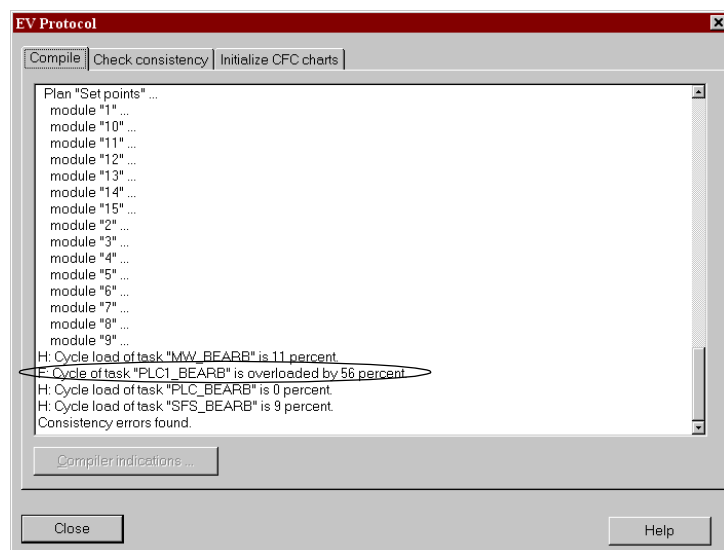 EV Protocol
Compile Check consistency Initialize CFC charts
Plan "Set points" ...
module "1" ...
module "10" ...
module "11" ...
module "12" ...
module "13" ...
module "14" ...
module "15" ...
module "2" ...
module "3" ...
module "4" ...
module "5" ...
module "6" ...
module "7" ...
module "8" ...
module "9" ...
H: Cycle load of task "MW_BEARB" is 11 percent.
F: Cycle of task "PLC1_BEARB" is overloaded by 56 percent.
H: Cycle load of task "PLC_BEARB" is 0 percent.
H: Cycle load of task "SFS_BEARB" is 9 percent.
Consistency errors found.
Compiler indications ...
Close Help